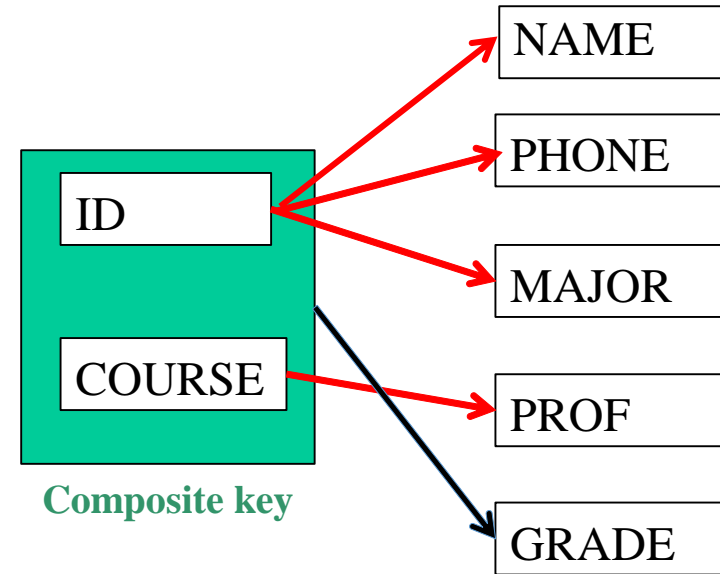 ID
COURSE
Composite key
NAME
PHONE
MAJOR
PROF
GRADE